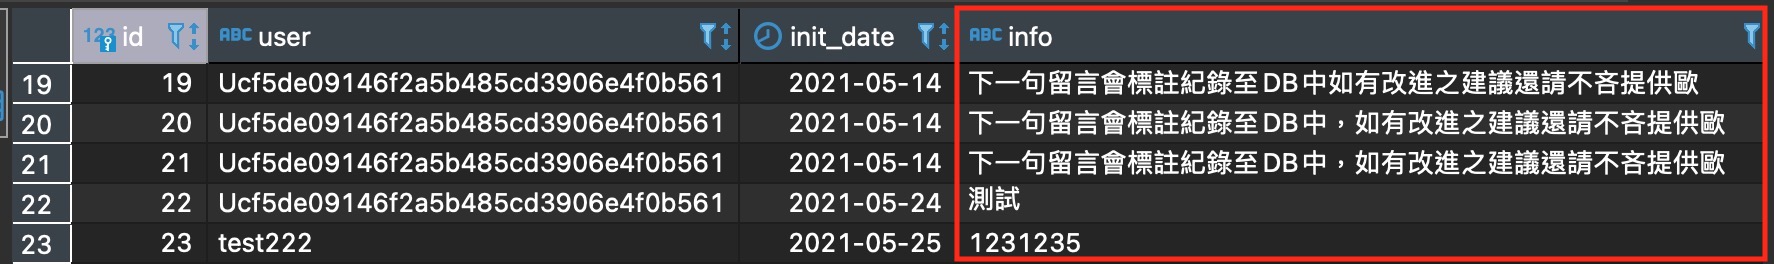 123 id ABC user init_date ABC info
19 19 Ucf5de09146f2a5b485cd3906e4f0b561 2021-05-14 下一句留言會標註紀錄至DB中如有改進之建議還請不吝提供歐
20 20 Ucf5de09146f2a5b485cd3906e4f0b561 2021-05-14 下一句留言會標註紀錄至DB中，如有改進之建議還請不吝提供歐
21 21 Ucf5de09146f2a5b485cd3906e4f0b561 2021-05-14 下一句留言會標註紀錄至DB中，如有改進之建議還請不吝提供歐
22 22 Ucf5de09146f2a5b485cd3906e4f0b561 2021-05-24 測試
23 23 test222 2021-05-25 1231235